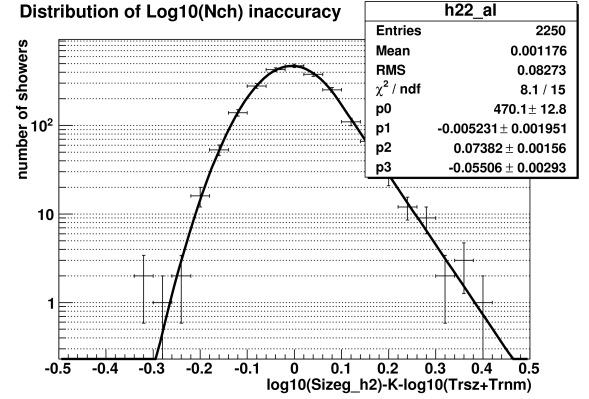 Distribution of Log10(Nch) inaccuracy
h22_al
Entries 2250
Mean 0.001176
RMS 0.08273
χ² / ndf 8.1 / 15
p0 470.1 ± 12.8
p1 -0.005231 ± 0.001951
p2 0.07382 ± 0.00156
p3 -0.05506 ± 0.00293
number of showers
10²
10
1
-0.5 -0.4 -0.3 -0.2 -0.1 0 0.1 0.2 0.3 0.4 0.5
log10(Sizeg_h2)-K-log10(Trsz+Trnm)